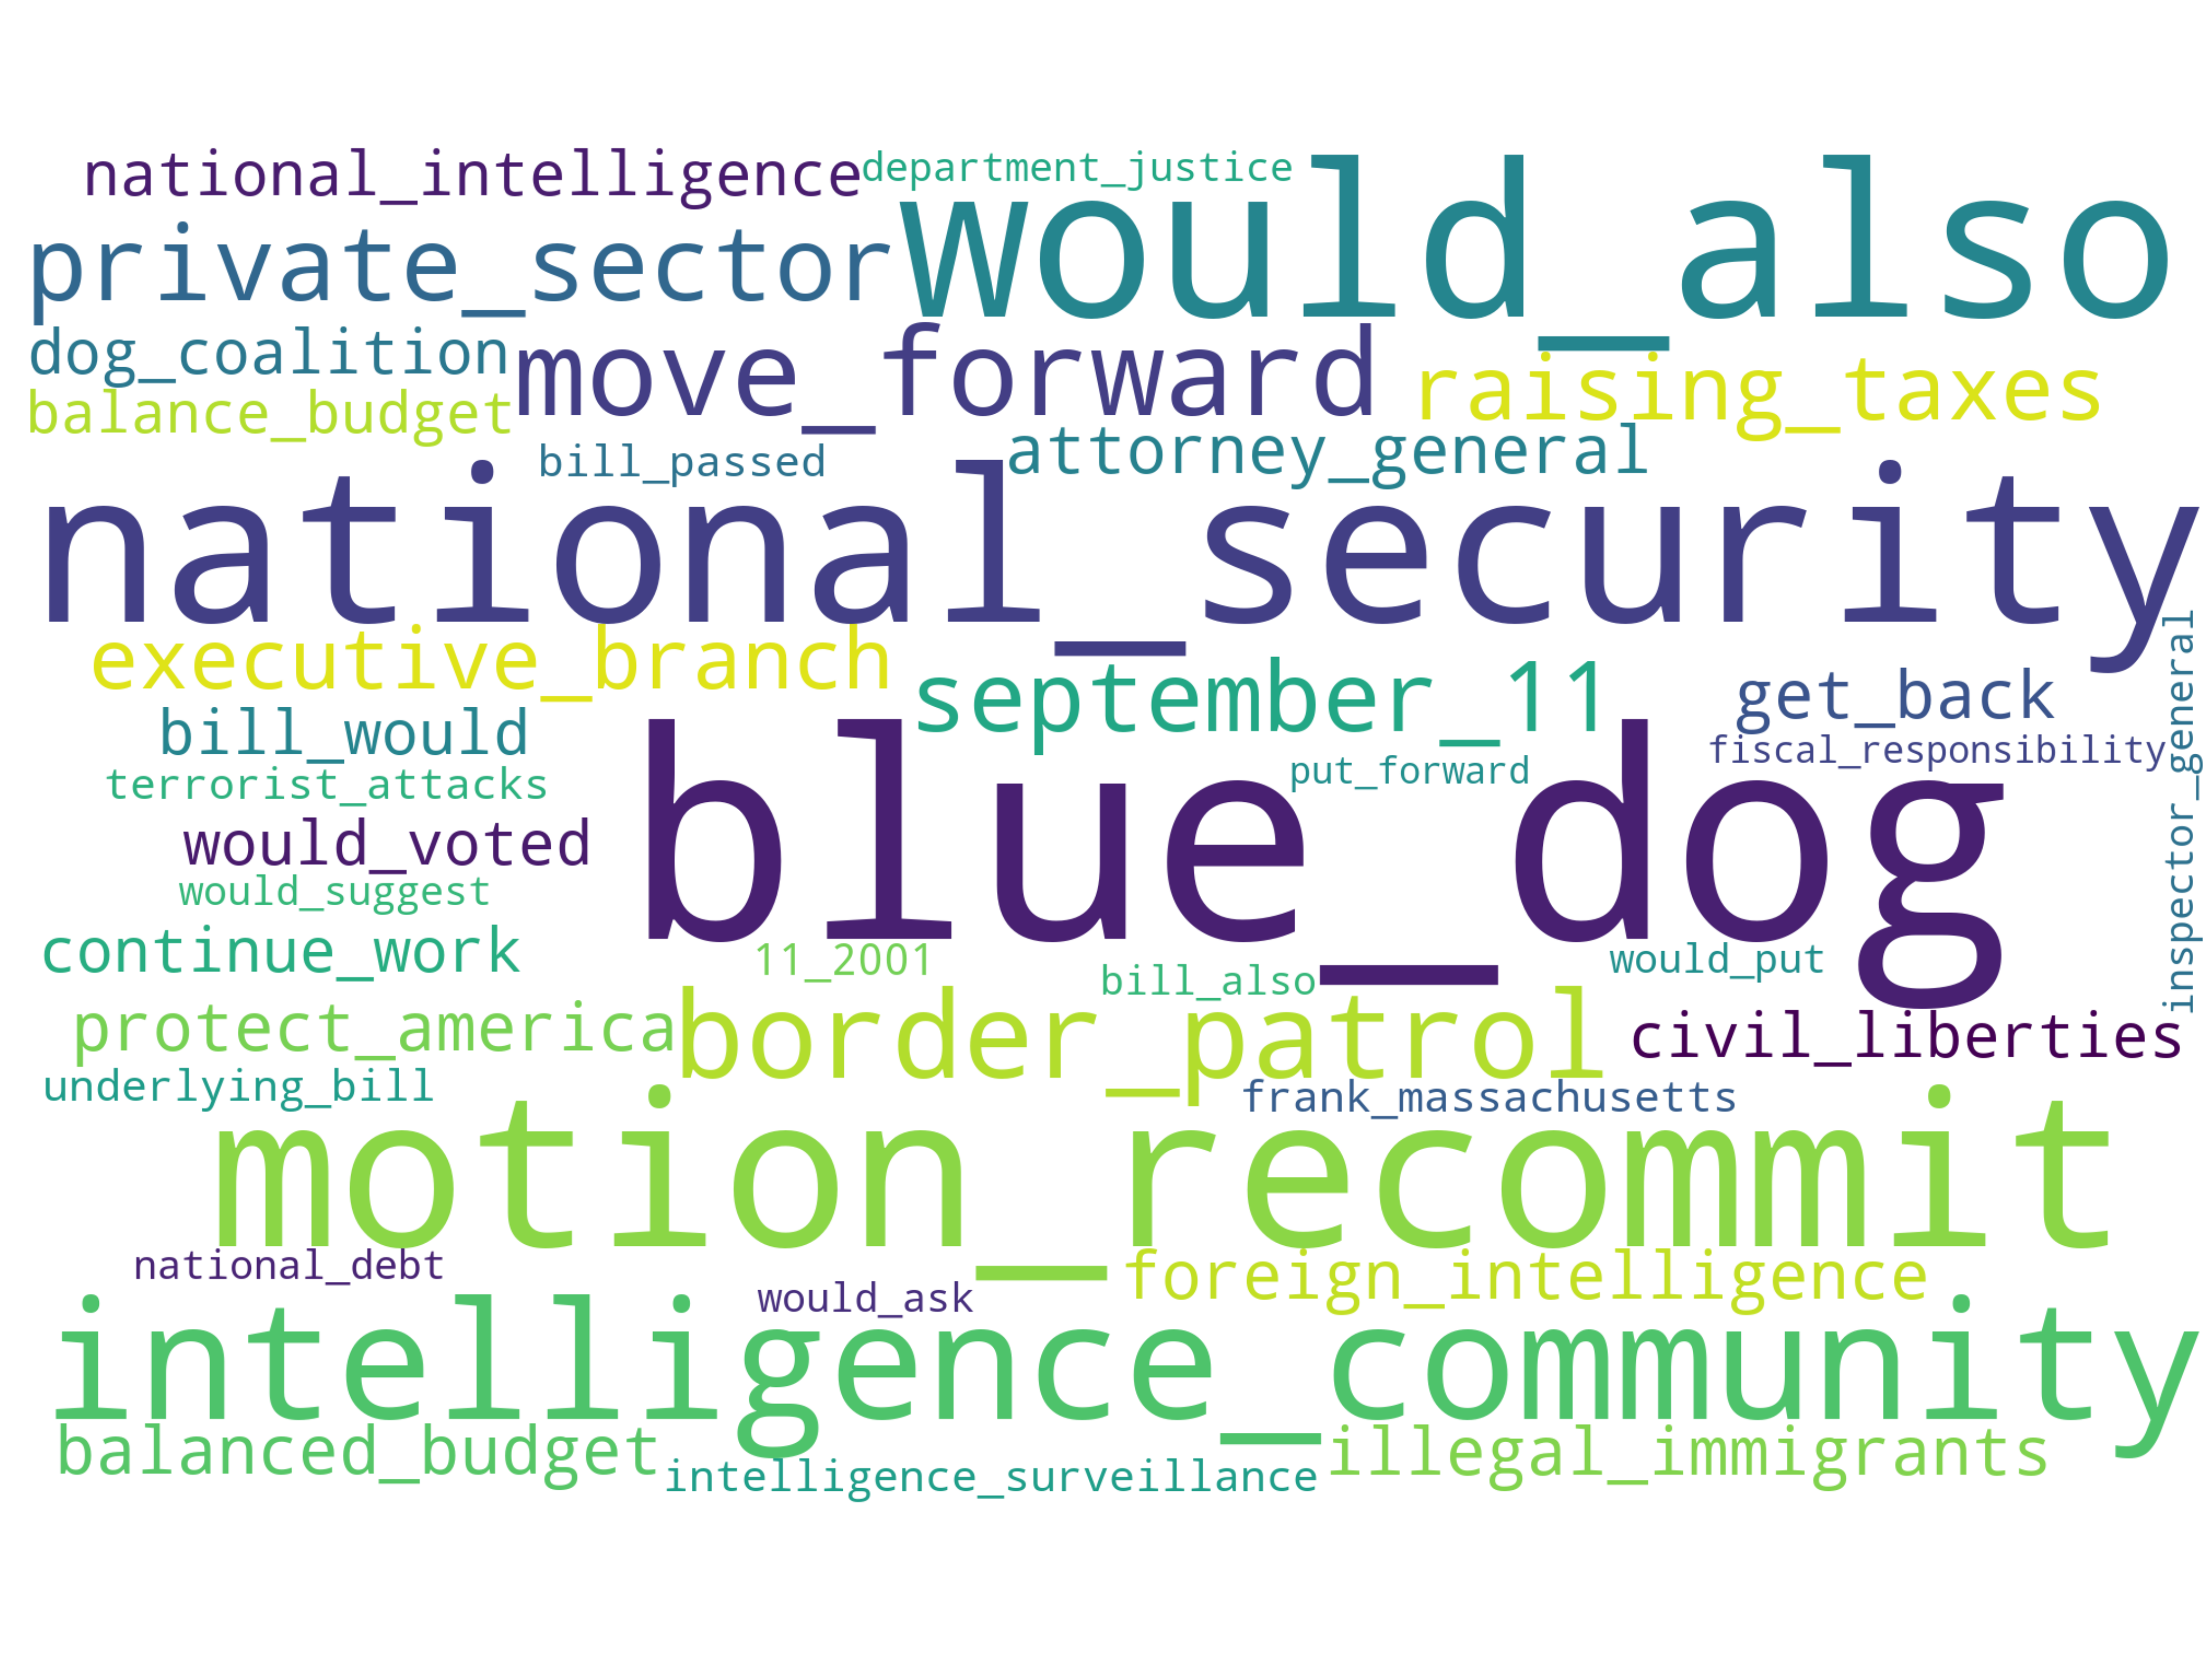 national_intelligence
department_justice
would_also
private_sector
dog_coalition
move_forward
raising_taxes
balance_budget
bill_passed
attorney_general
national_security
executive_branch
september_11
get_back
inspector_general
bill_would
fiscal_responsibility
terrorist_attacks
put_forward
blue_dog
would_voted
would_suggest
continue_work
11_2001
bill_also
would_put
protect_america
border_patrol
civil_liberties
underlying_bill
frank_massachusetts
motion_recommit
national_debt
would_ask
foreign_intelligence
intelligence_community
balanced_budget
intelligence_surveillance
illegal_immigrants